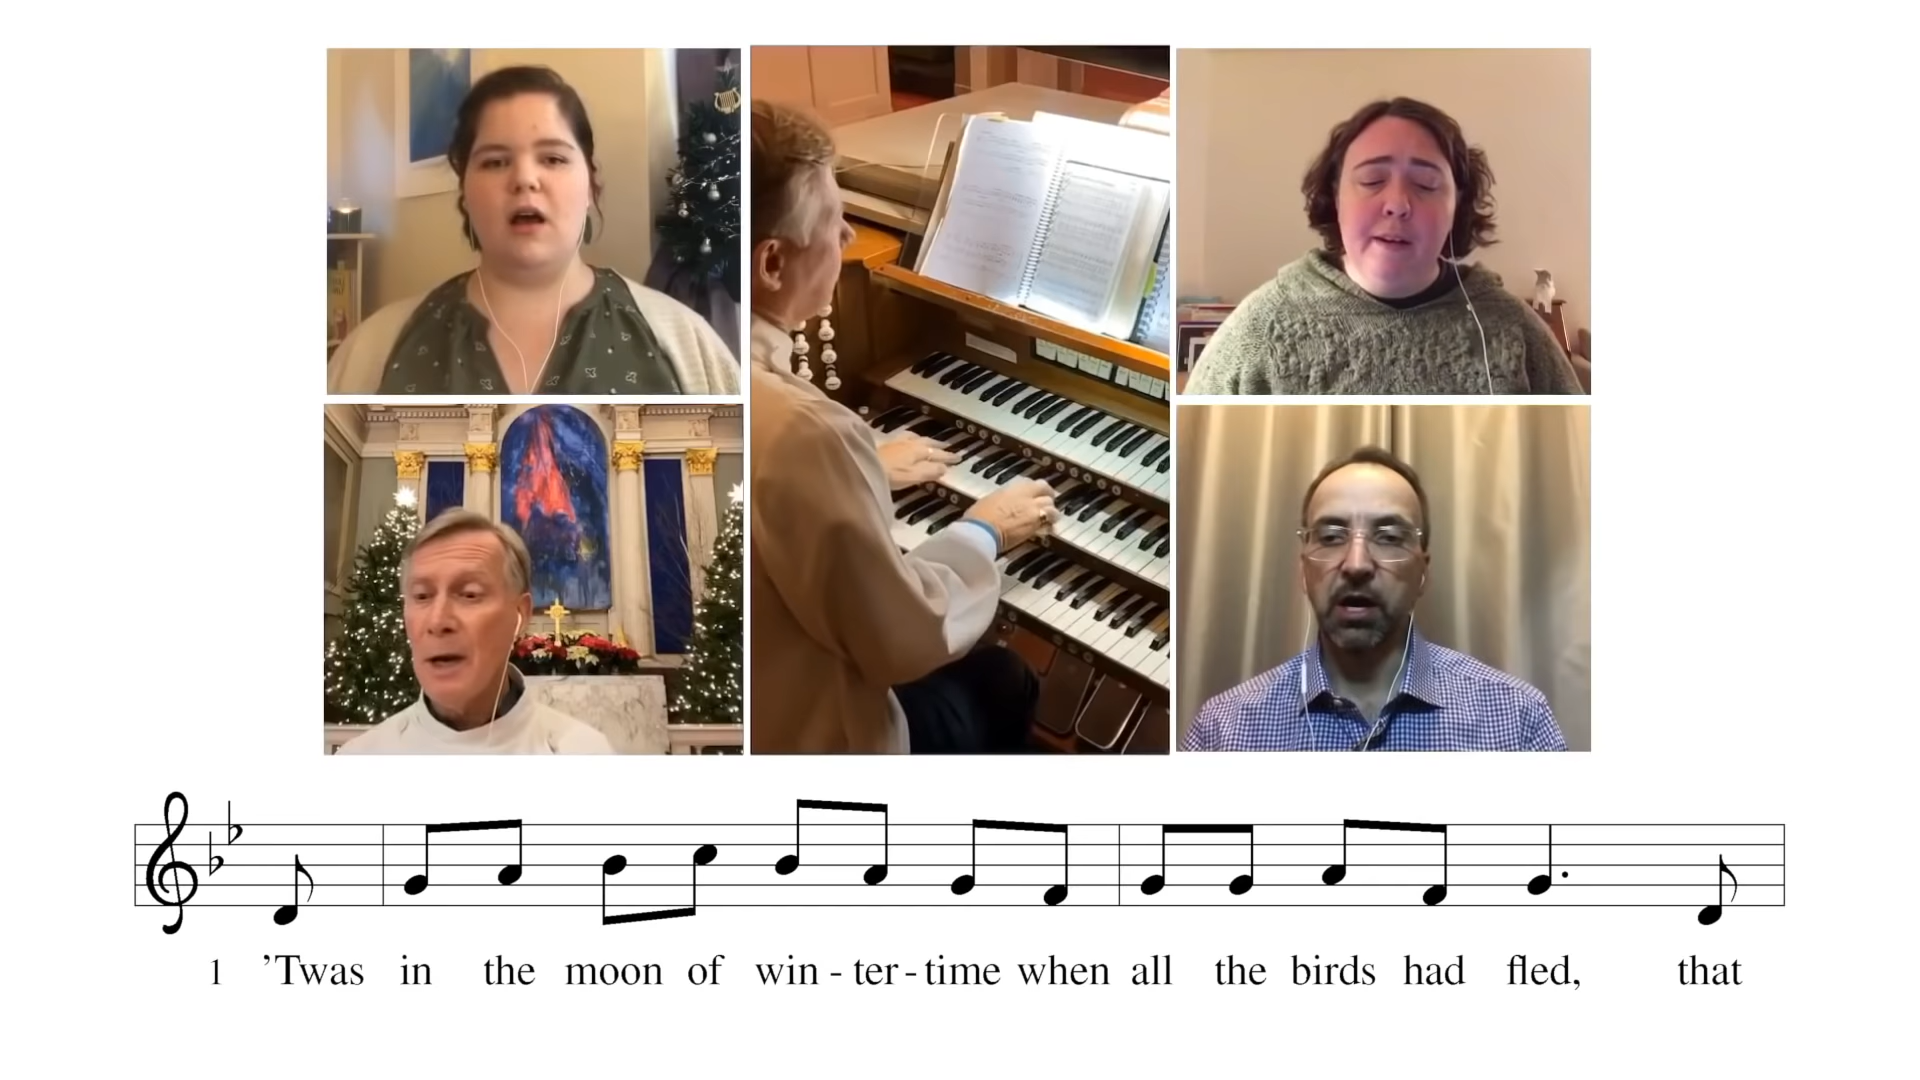 1 ’Twas in the moon of win - ter - time when all the birds had fled, that